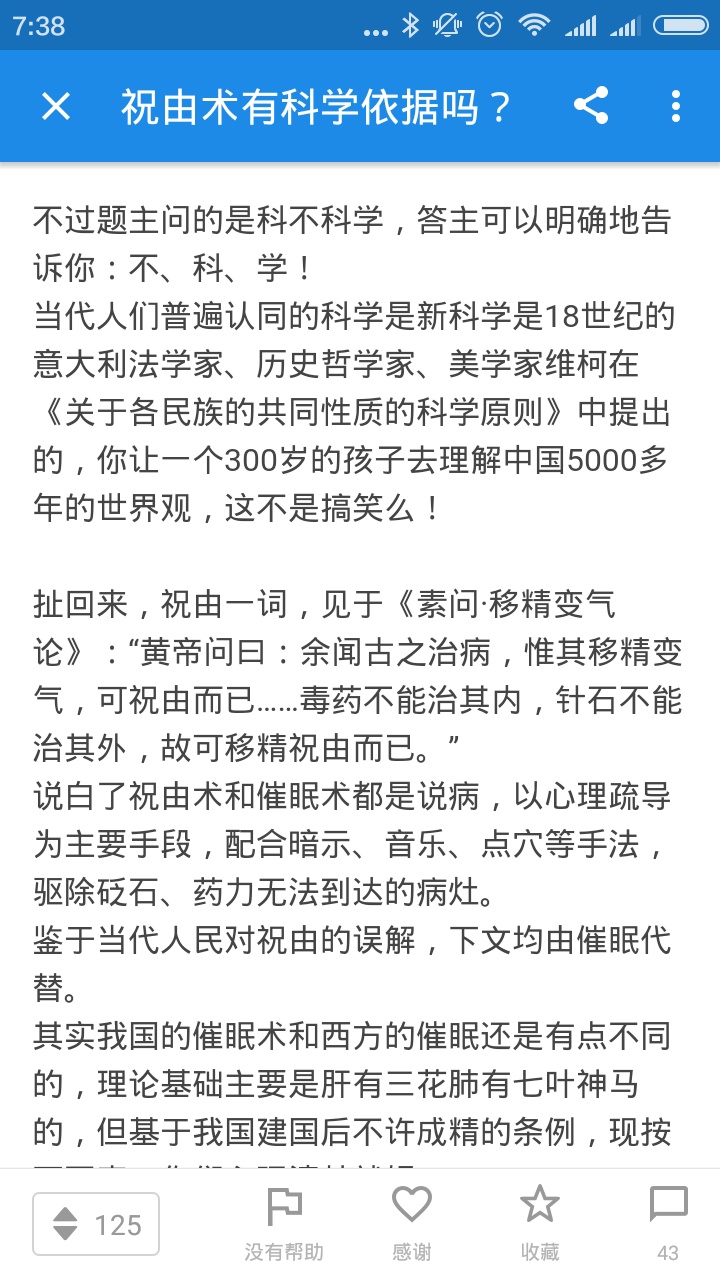 7:38
祝由术有科学依据吗？
不过题主问的是科不科学，答主可以明确地告
诉你：不、科、学！
当代人们普遍认同的科学是新科学是18世纪的
意大利法学家、历史哲学家、美学家维柯在
《关于各民族的共同性质的科学原则》中提出
的，你让一个300岁的孩子去理解中国5000多
年的世界观，这不是搞笑么！
扯回来，祝由一词，见于《素问·移精变气
论》：“黄帝问曰：余闻古之治病，惟其移精变
气，可祝由而已……毒药不能治其内，针石不能
治其外，故可移精祝由而已。”
说白了祝由术和催眠术都是说病，以心理疏导
为主要手段，配合暗示、音乐、点穴等手法，
驱除砭石、药力无法到达的病灶。
鉴于当代人民对祝由的误解，下文均由催眠代
替。
其实我国的催眠术和西方的催眠还是有点不同
的，理论基础主要是肝有三花肺有七叶神马
的，但基于我国建国后不许成精的条例，现按
125
没有帮助
感谢
收藏
43